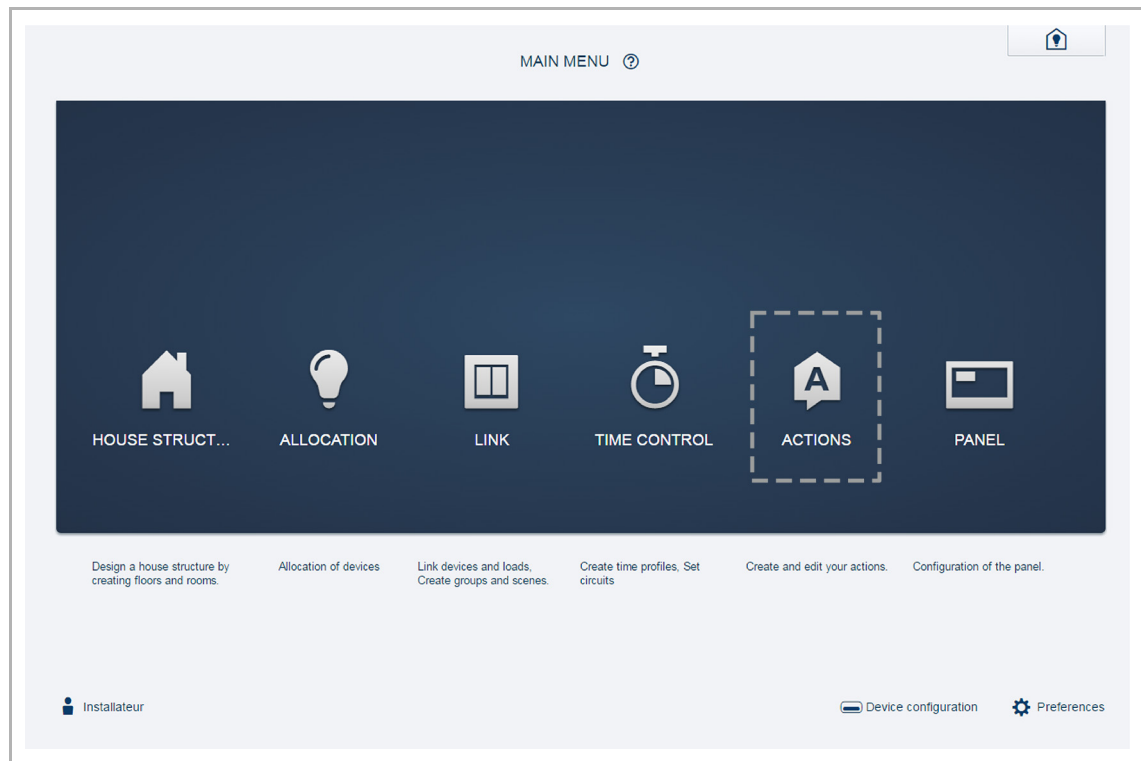 MAIN MENU ?
A
HOUSE STRUCT...
ALLOCATION
LINK
TIME CONTROL
ACTIONS
PANEL
Design a house structure by
creating floors and rooms.
Allocation of devices
Link devices and loads,
Create groups and scenes.
Create time profiles, Set
circuits
Create and edit your actions.
Configuration of the panel.
Installateur
Device configuration
Preferences